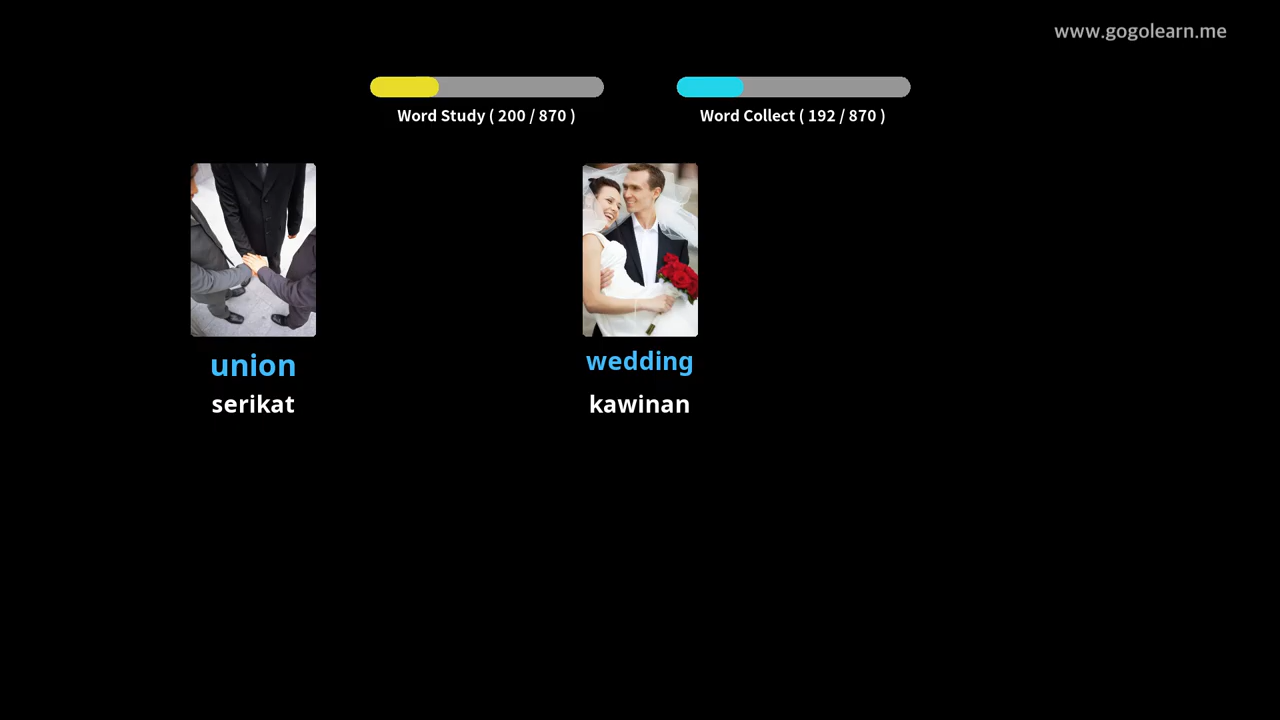 www.gogolearn.me
Word Study ( 200 / 870 )
Word Collect ( 192 / 870 )
union
serikat
wedding
kawinan